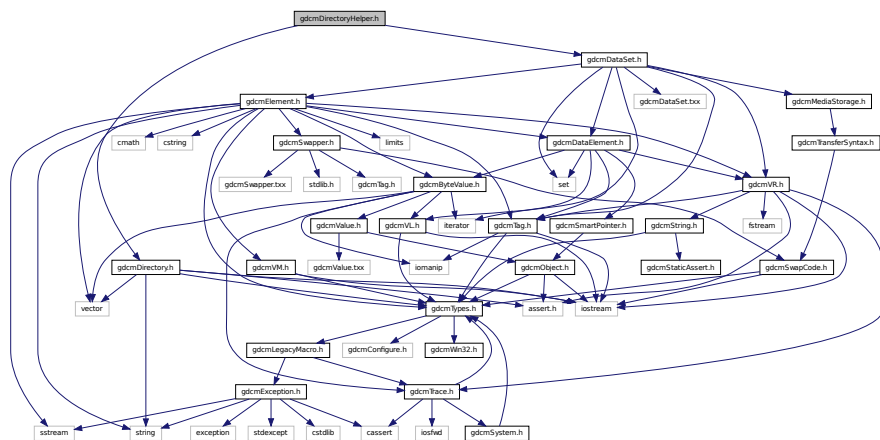 gdcmDirectoryHelper.h
gdcmDataSet.h
gdcmElement.h
gdcmDataSet.txx
gdcmMediaStorage.h
cmath
cstring
gdcmSwapper.h
limits
gdcmDataElement.h
gdcmTransferSyntax.h
gdcmSwapper.txx
stdlib.h
gdcmTag.h
gdcmByteValue.h
set
gdcmVR.h
gdcmValue.h
gdcmVL.h
iterator
gdcmTag.h
gdcmSmartPointer.h
gdcmString.h
fstream
gdcmDirectory.h
gdcmVM.h
gdcmValue.txx
iomanip
gdcmObject.h
gdcmStaticAssert.h
gdcmSwapCode.h
vector
gdcmTypes.h
assert.h
iostream
gdcmLegacyMacro.h
gdcmConfigure.h
gdcmWin32.h
gdcmException.h
gdcmTrace.h
sstream
string
exception
stdexcept
cstdlib
cassert
iosfwd
gdcmSystem.h